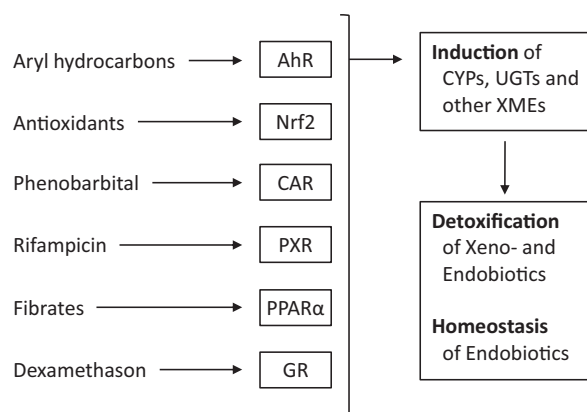 Aryl hydrocarbons
AhR
Antioxidants
Nrf2
Phenobarbital
CAR
Rifampicin
PXR
Fibrates
PPARα
Dexamethason
GR
Induction of
CYPs, UGTs and
other XMEs
Detoxification
of Xeno- and
Endobiotics
Homeostasis
of Endobiotics